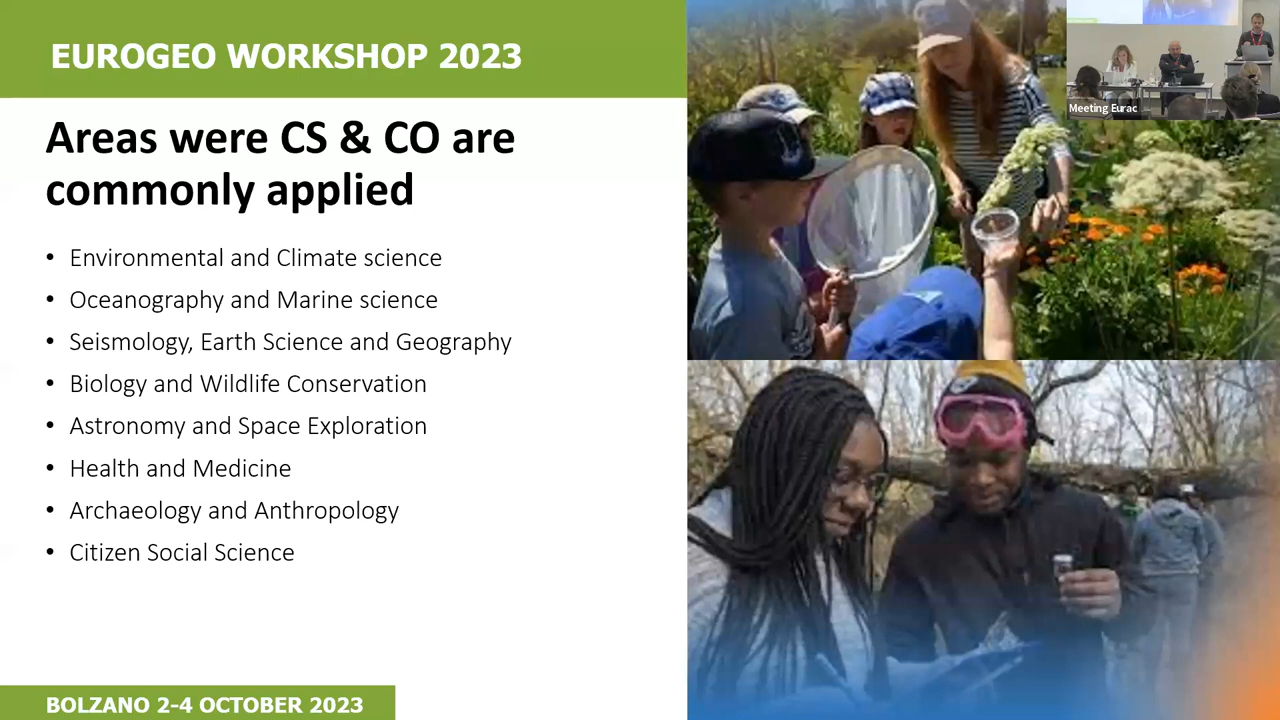 EUROGEO WORKSHOP 2023
Areas were CS & CO are
commonly applied
• Environmental and Climate science
• Oceanography and Marine science
• Seismology, Earth Science and Geography
• Biology and Wildlife Conservation
• Astronomy and Space Exploration
• Health and Medicine
• Archaeology and Anthropology
• Citizen Social Science
BOLZANO 2-4 OCTOBER 2023
Meeting Eurac